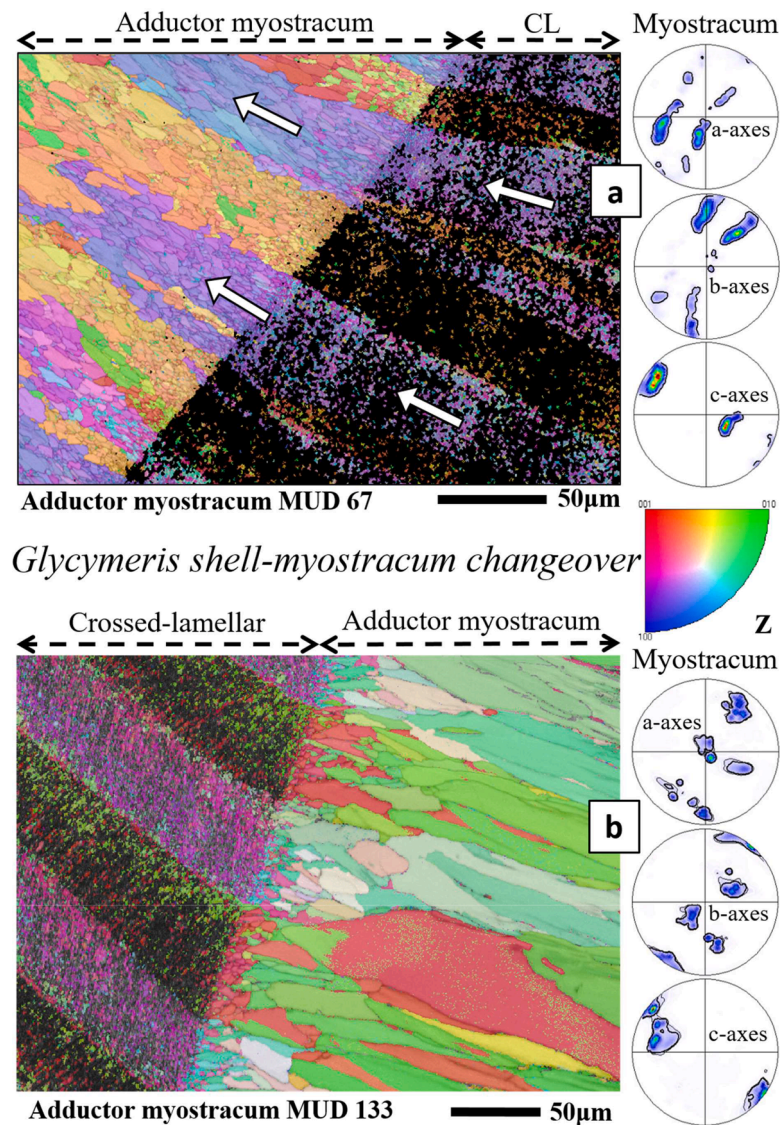 Adductor myostracum
CL
Myostracum
a-axes
a
b-axes
c-axes
Adductor myostracum MUD 67
50μm
001
010
Glycymeris shell-myostracum changeover
100
Z
Crossed-lamellar
Adductor myostracum
Myostracum
a-axes
b
b-axes
c-axes
Adductor myostracum MUD 133
50μm